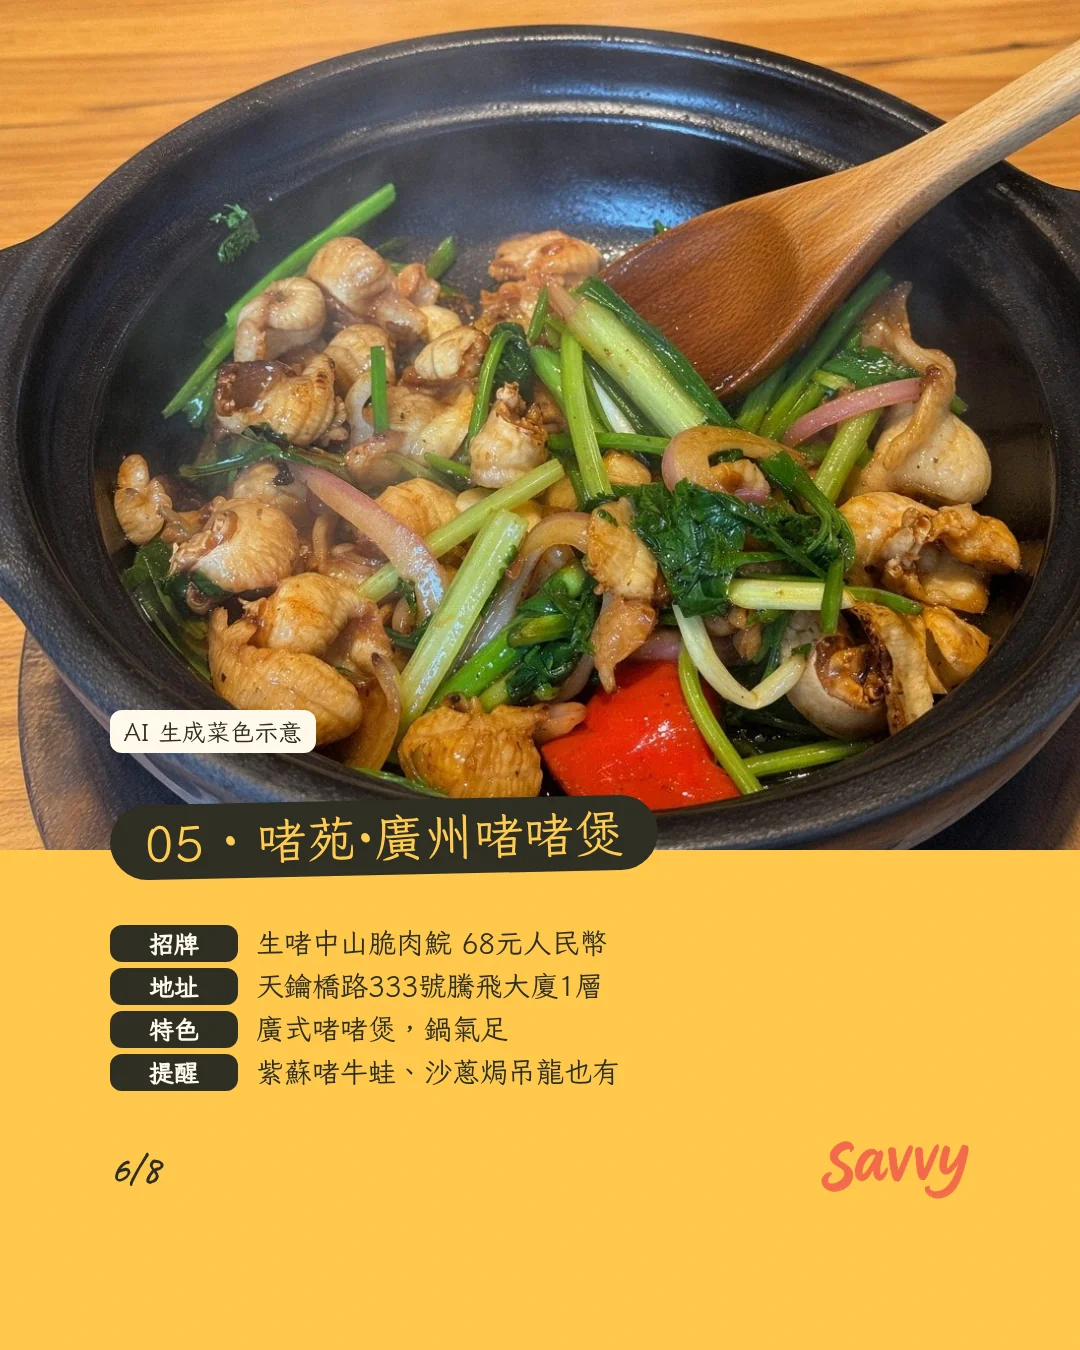 AI 生成菜色示意
05・啫苑•廣州啫啫煲
招牌 生啫中山脆肉鯇 68元人民幣
地址 天鑰橋路333號騰飛大廈1層
特色 廣式啫啫煲，鍋氣足
提醒 紫蘇啫牛蛙、沙蔥焗吊龍也有
6/8
Savvy